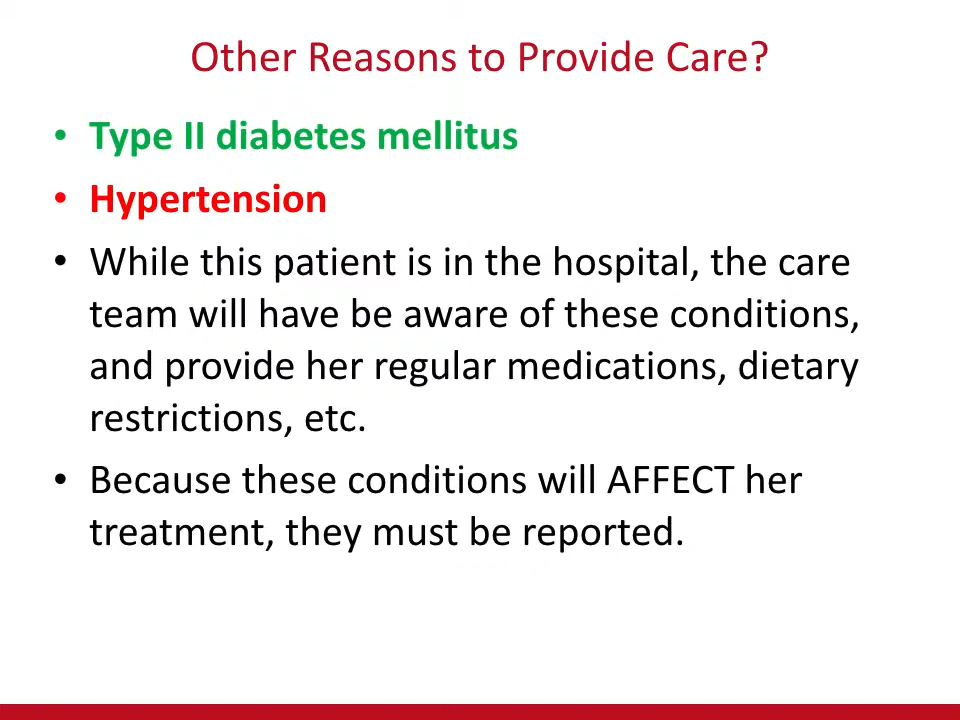 Other Reasons to Provide Care?
• Type II diabetes mellitus
• Hypertension
• While this patient is in the hospital, the care
team will have be aware of these conditions,
and provide her regular medications, dietary
restrictions, etc.
• Because these conditions will AFFECT her
treatment, they must be reported.